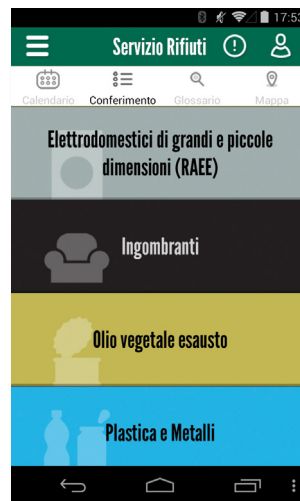 17:53
Servizio Rifiuti
Calendario Conferimento Glossario Mappa
Elettrodomestici di grandi e piccole
dimensioni (RAEE)
Ingombranti
Olio vegetale esausto
Plastica e Metalli